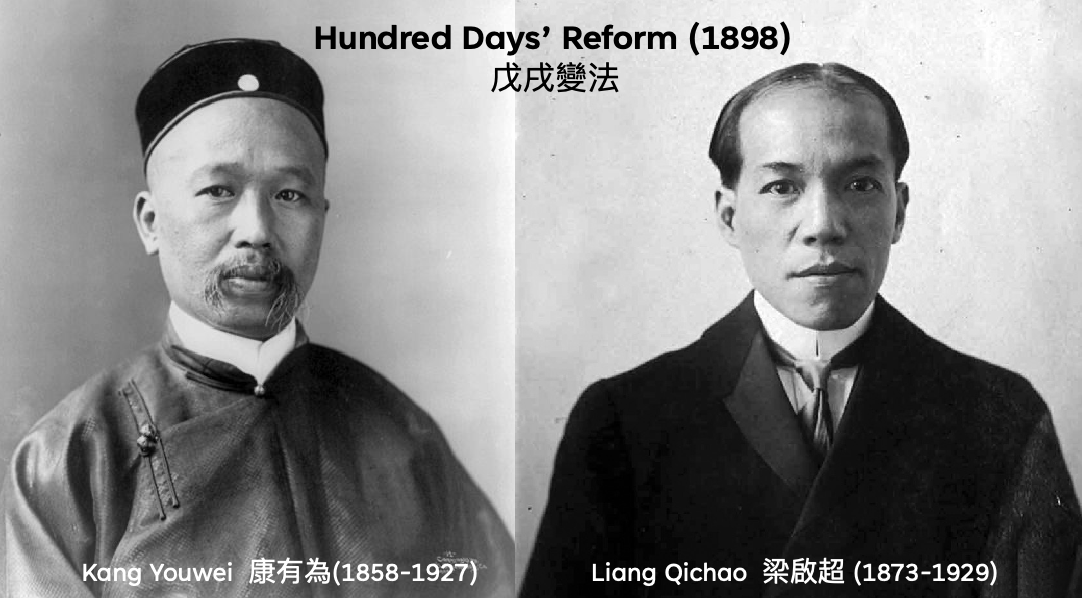 Hundred Days’ Reform (1898)
戊戌變法
Kang Youwei 康有為(1858-1927)
Liang Qichao 梁啟超 (1873-1929)